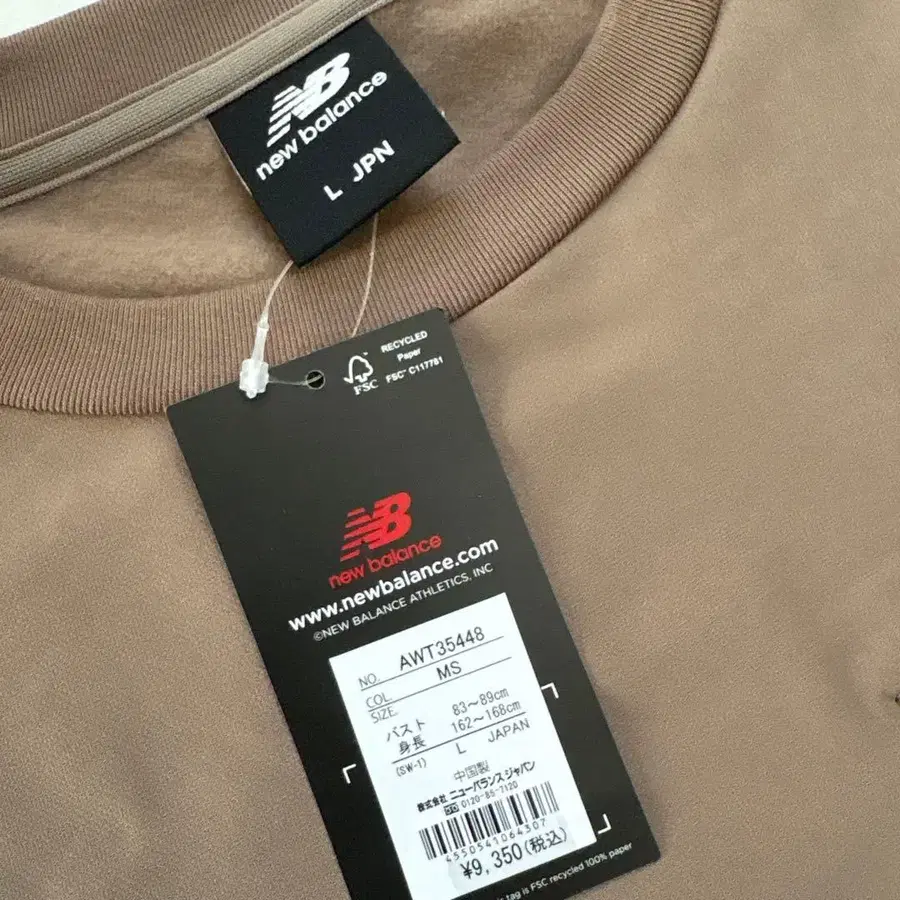 NB
new balance
L JPN
RECYCLED
Paper
FSC
FSC™ C117781
NB
new balance
www.newbalance.com
©NEW BALANCE ATHLETICS, INC
NO. AWT35448
COL. MS
SIZE.
バスト 83～89cm
身長 162～168cm
(SW-1) L JAPAN
中国製
株式会社 ニューバランス ジャパン
0120-85-7120
4550541064307
¥9,350(税込)
tag is FSC recycled 100% paper